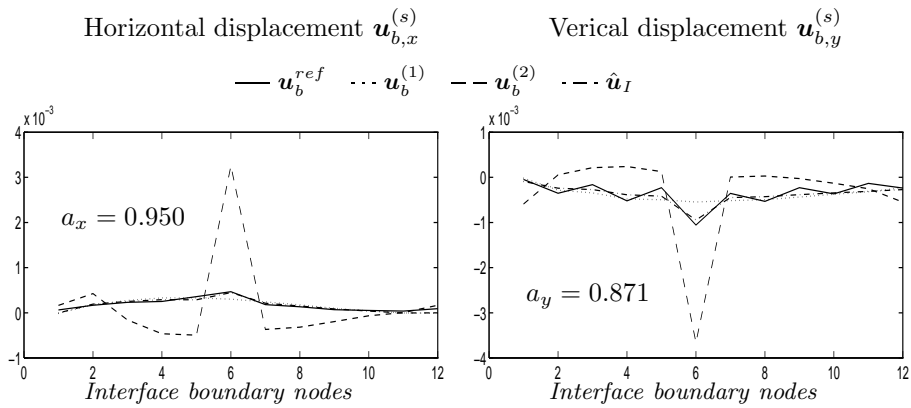 Horizontal displacement u_{b,x}^{(s)}
Verical displacement u_{b,y}^{(s)}
u_b^{ref} u_b^{(1)} u_b^{(2)} û_I
x 10^{-3}
4
3
2
1
0
−1
a_x = 0.950
0 2 4 6 8 10 12
Interface boundary nodes
x 10^{-3}
1
0
−1
−2
−3
−4
a_y = 0.871
0 2 4 6 8 10 12
Interface boundary nodes